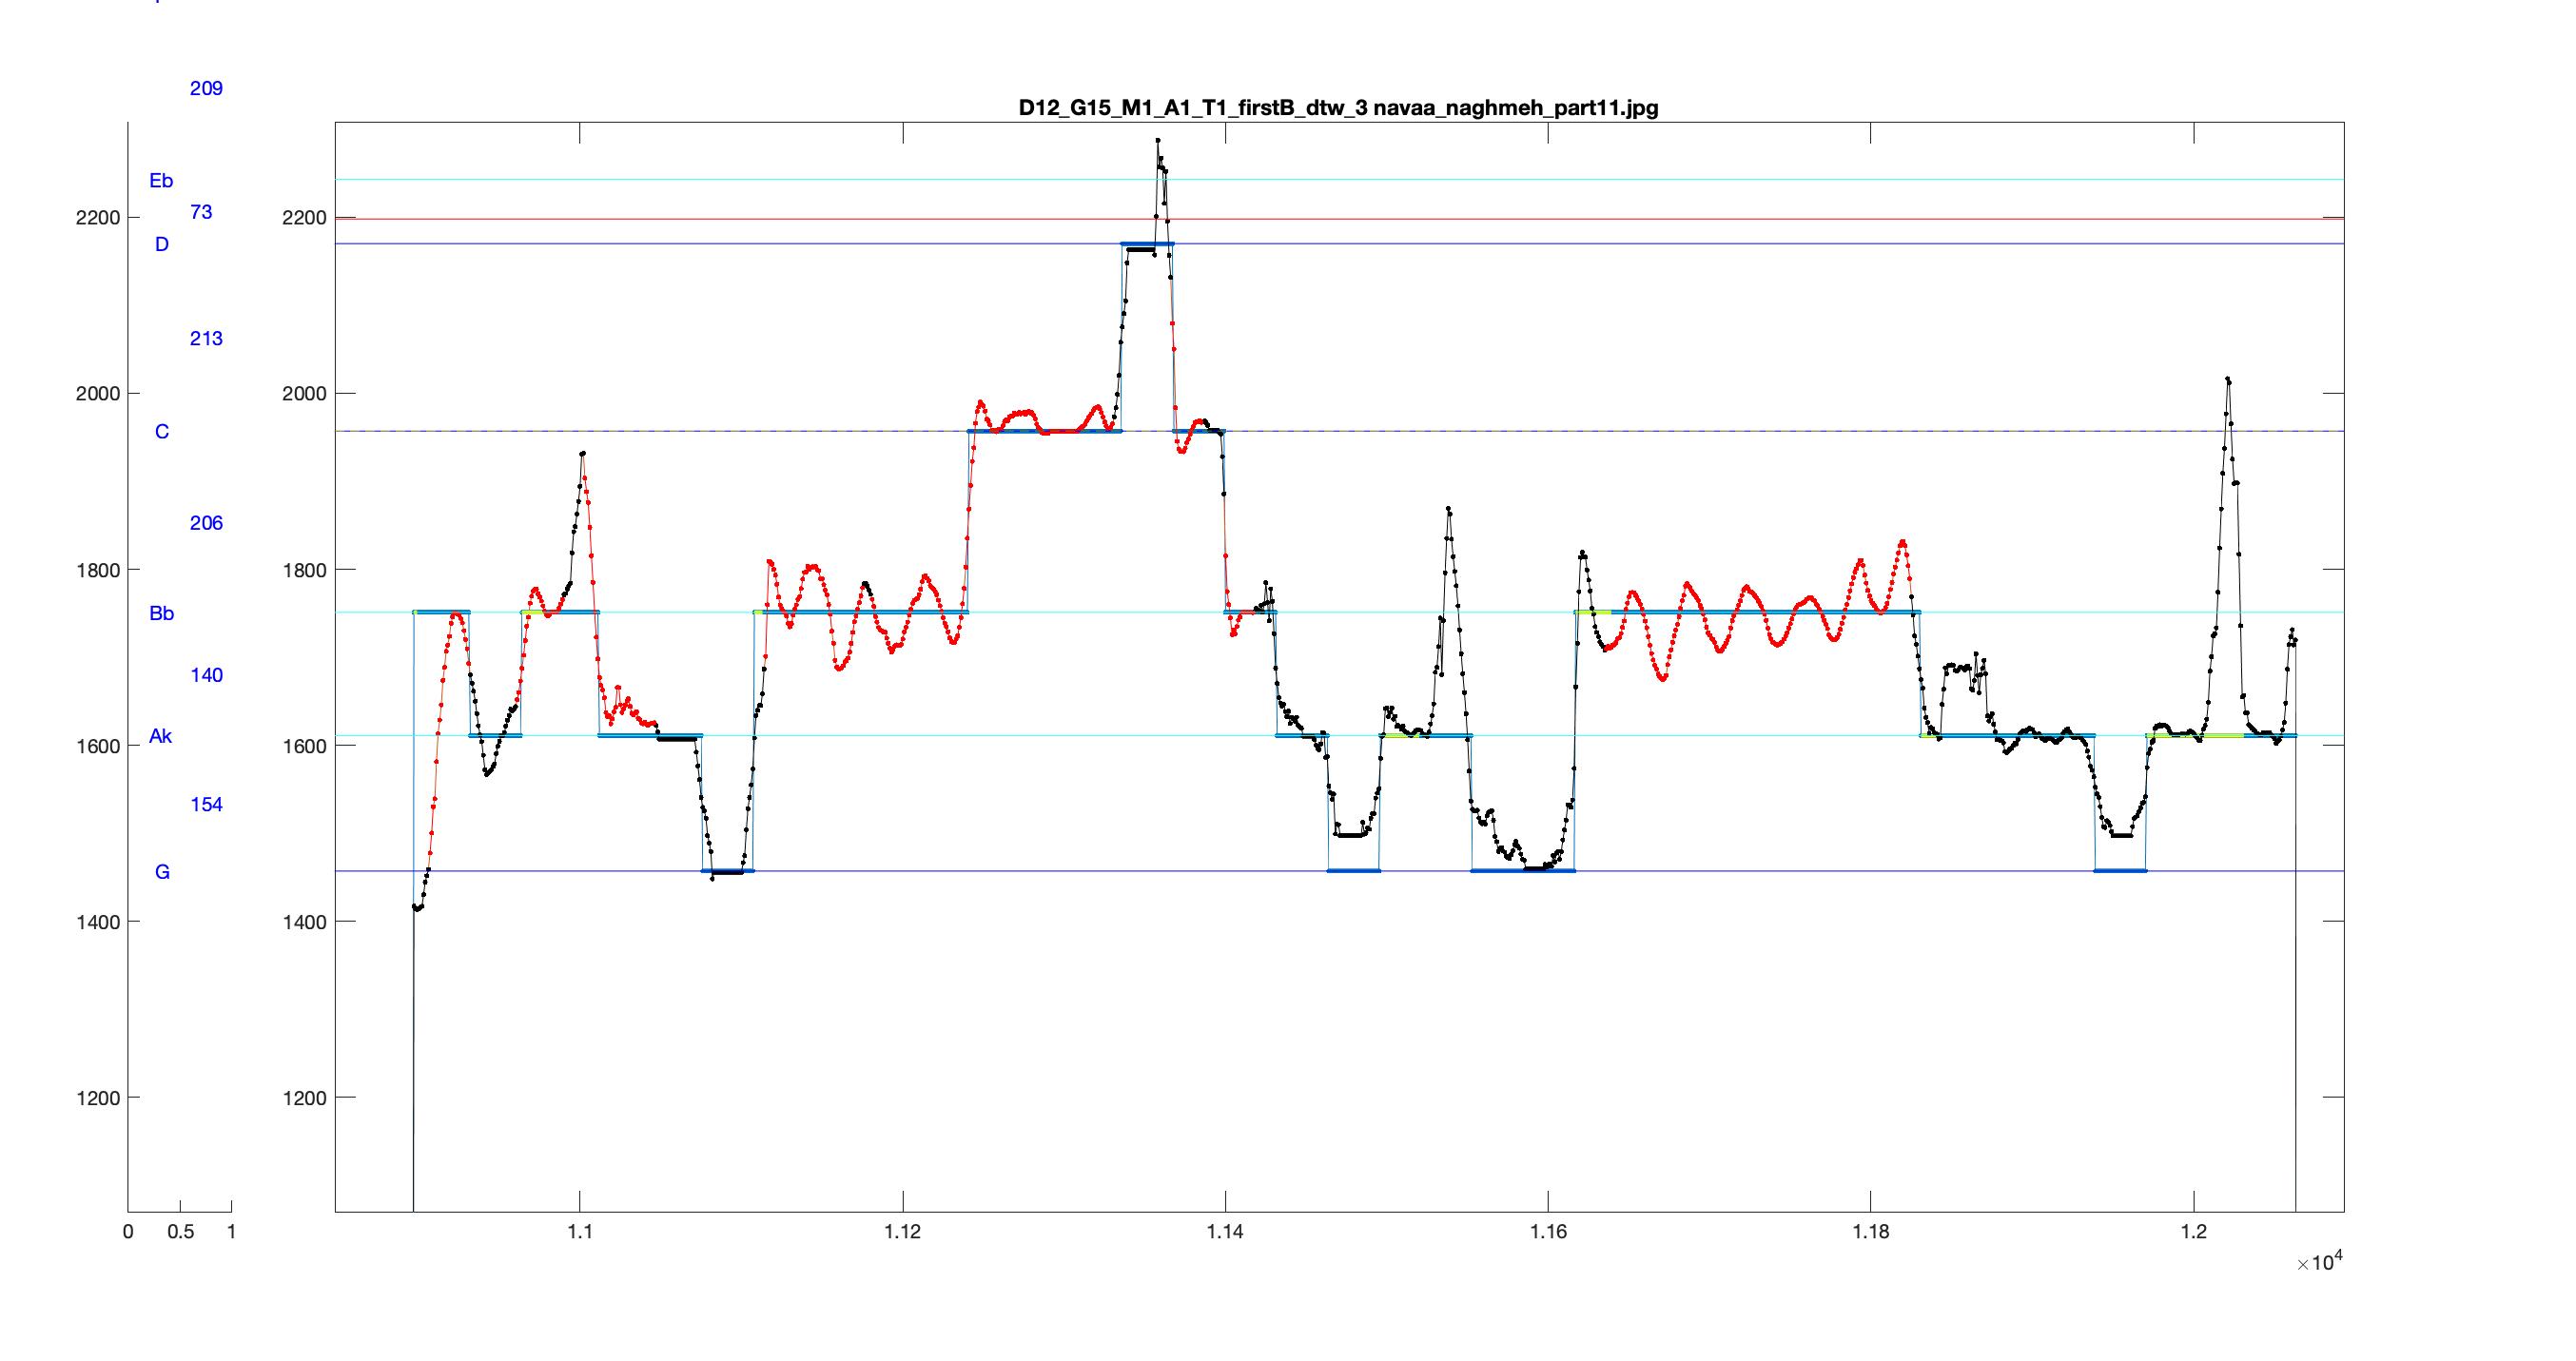 209
D12_G15_M1_A1_T1_firstB_dtw_3 navaa_naghmeh_part11.jpg
Eb
2200 73 2200
D
213
2000 2000
C
206
1800 1800
Bb
140
1600 Ak 1600
154
G
1400 1400
1200 1200
0 0.5 1 1.1 1.12 1.14 1.16 1.18 1.2
×10⁴